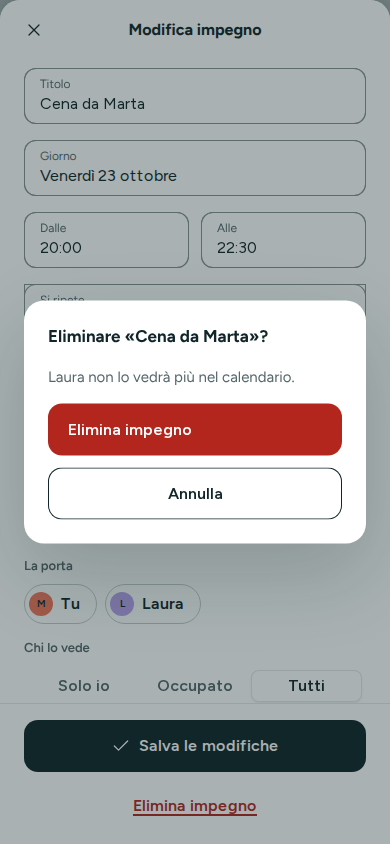 Modifica impegno
Titolo
Cena da Marta
Giorno
Venerdì 23 ottobre
Dalle
20:00
Alle
22:30
Si ripete
Eliminare «Cena da Marta»?
Laura non lo vedrà più nel calendario.
Elimina impegno
Annulla
La porta
M Tu
L Laura
Chi lo vede
Solo io
Occupato
Tutti
Salva le modifiche
Elimina impegno